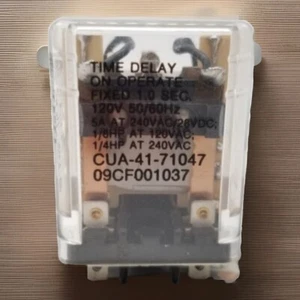 TIME DELAY
ON OPERATE
FIXED 1.0 SEC.
120V 50/60Hz
5A AT 240VAC/28VDC;
1/8HP AT 120VAC;
1/4HP AT 240VAC
CUA-41-71047
09CF001037